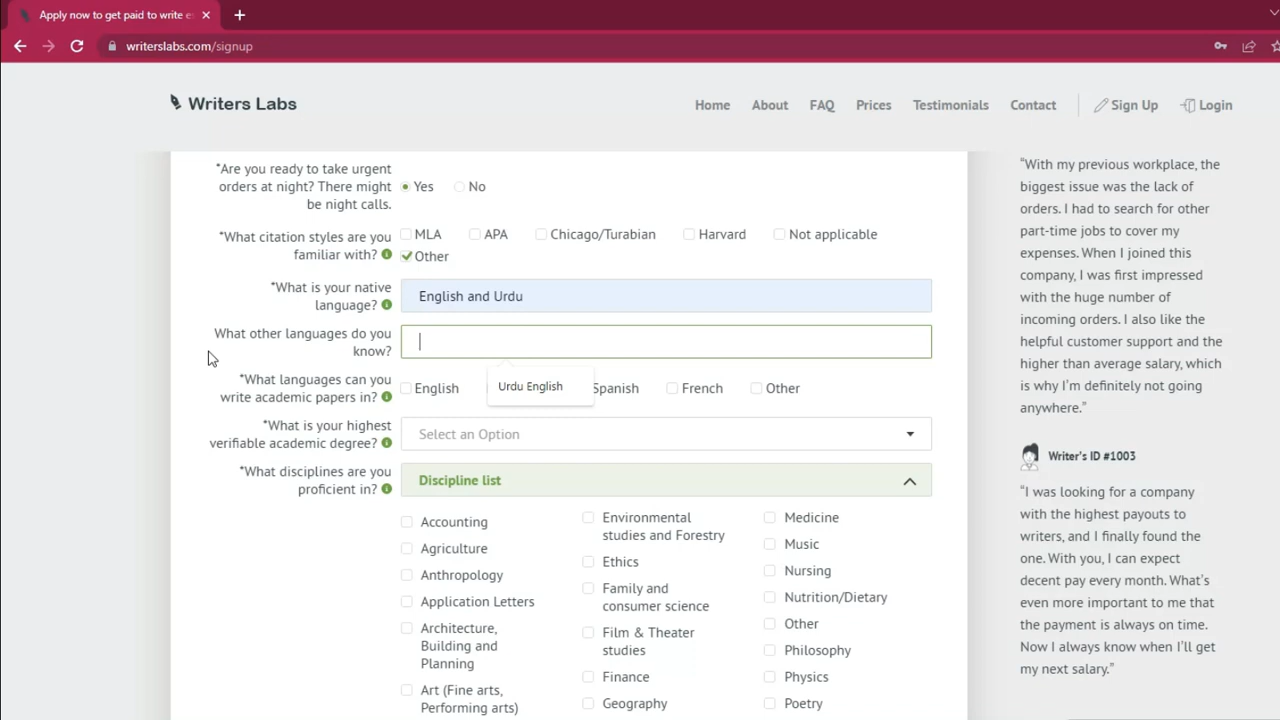 Apply now to get paid to write e
writerslabs.com/signup
Writers Labs
Home About FAQ Prices Testimonials Contact Sign Up Login
*Are you ready to take urgent
orders at night? There might
be night calls.
Yes No
*What citation styles are you
familiar with?
MLA APA Chicago/Turabian Harvard Not applicable
Other
*What is your native
language?
English and Urdu
What other languages do you
know?
Urdu English
*What languages can you
write academic papers in?
English Spanish French Other
*What is your highest
verifiable academic degree?
Select an Option
*What disciplines are you
proficient in?
Discipline list
Accounting
Agriculture
Anthropology
Application Letters
Architecture,
Building and
Planning
Art (Fine arts,
Performing arts)
Environmental
studies and Forestry
Ethics
Family and
consumer science
Film & Theater
studies
Finance
Geography
Medicine
Music
Nursing
Nutrition/Dietary
Other
Philosophy
Physics
Poetry
“With my previous workplace, the
biggest issue was the lack of
orders. I had to search for other
part-time jobs to cover my
expenses. When I joined this
company, I was first impressed
with the huge number of
incoming orders. I also like the
helpful customer support and the
higher than average salary, which
is why I’m definitely not going
anywhere.”
Writer's ID #1003
“I was looking for a company
with the highest payouts to
writers, and I finally found the
one. With you, I can expect
decent pay every month. What’s
even more important to me that
the payment is always on time.
Now I always know when I’ll get
my next salary.”